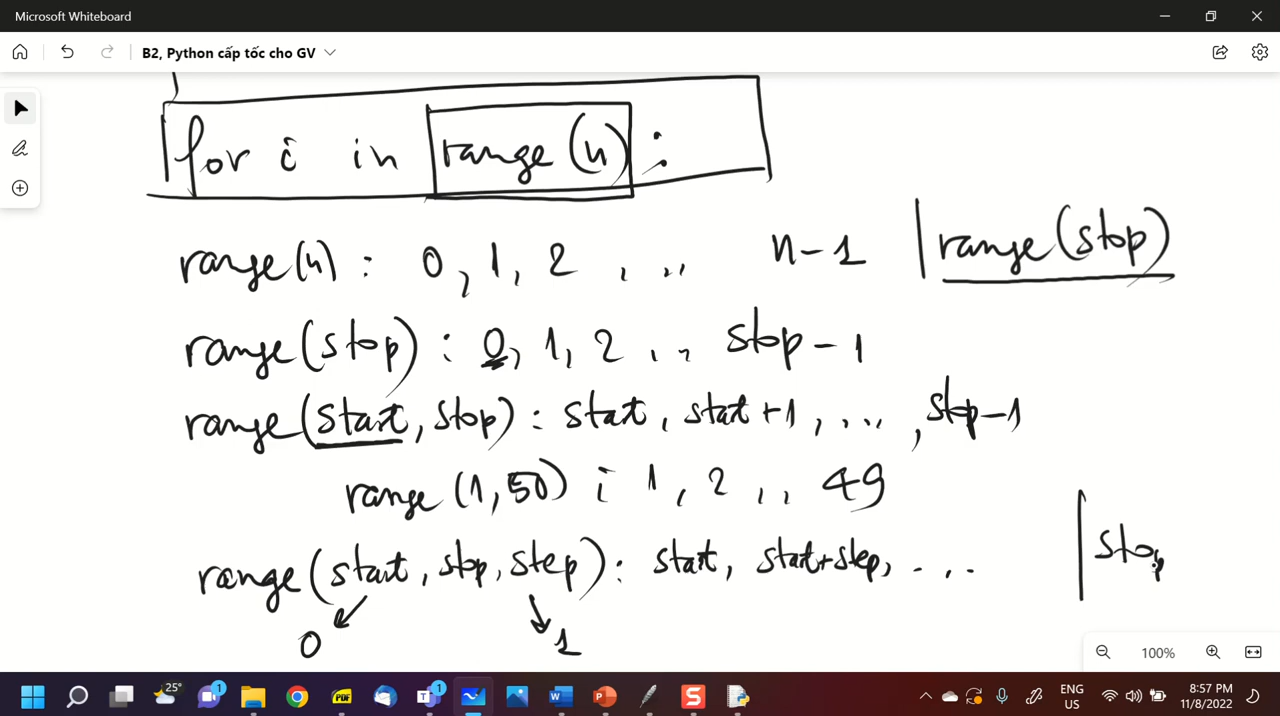 Microsoft Whiteboard
B2, Python cấp tốc cho GV
for i in range(n) :
range(n) : 0, 1, 2, ... n-1 | range(stop)
range(stop) : 0, 1, 2 ... stop-1
range(start, stop) : start, start+1, ..., stop-1
range(1,50) : 1, 2 ,, 49
range(start, stop, step) : start, start+step, ... | stop
0 1
100%
25°
1
1
ENG
US
8:57 PM
11/8/2022